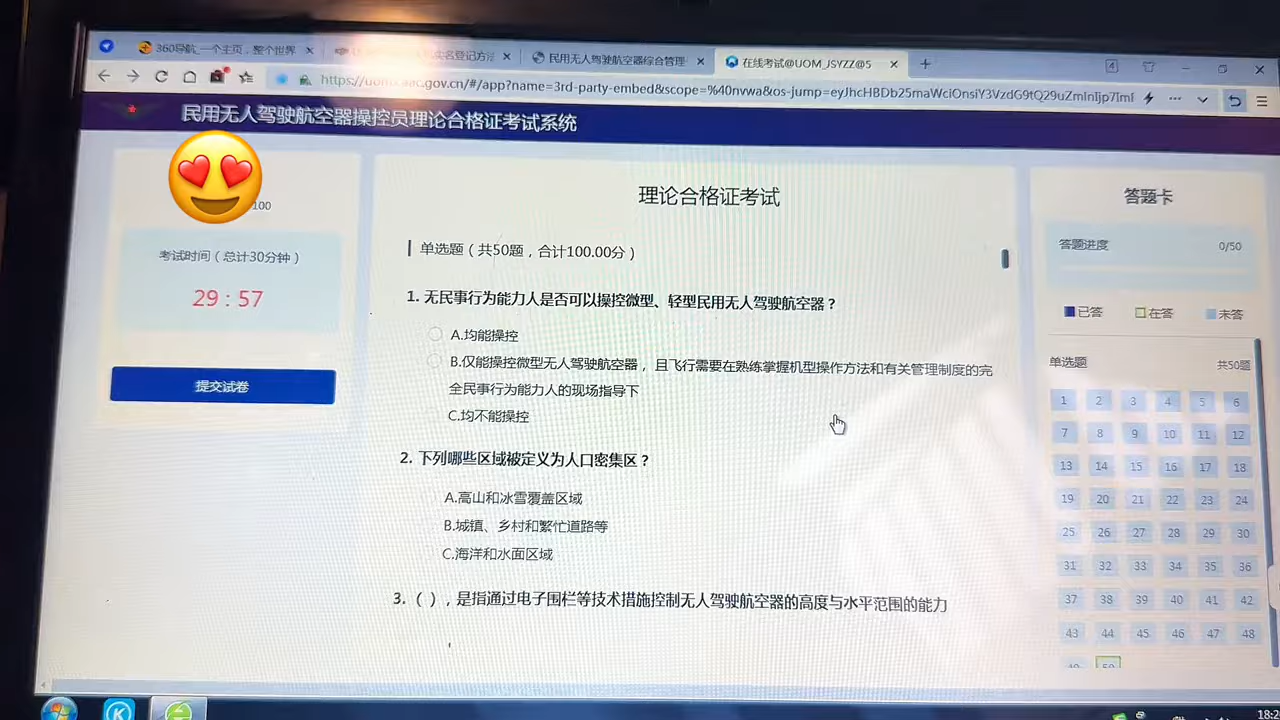 360导航_一个主页，整个世界
实名登记方法
民用无人驾驶航空器综合管理
在线考试@UOM_JSYZZ@5
民用无人驾驶航空器操控员理论合格证考试系统
100
考试时间（总计30分钟）
29 : 57
提交试卷
理论合格证考试
单选题（共50题，合计100.00分）
1. 无民事行为能力人是否可以操控微型、轻型民用无人驾驶航空器？
A.均能操控
B.仅能操控微型无人驾驶航空器，且飞行需要在熟练掌握机型操作方法和有关管理制度的完
全民事行为能力人的现场指导下
C.均不能操控
2. 下列哪些区域被定义为人口密集区？
A.高山和冰雪覆盖区域
B.城镇、乡村和繁忙道路等
C.海洋和水面区域
3. （ ），是指通过电子围栏等技术措施控制无人驾驶航空器的高度与水平范围的能力
答题卡
答题进度 0/50
已答 在答 未答
单选题 共50题
1 2 3 4 5 6
7 8 9 10 11 12
13 14 15 16 17 18
19 20 21 22 23 24
25 26 27 28 29 30
31 32 33 34 35 36
37 38 39 40 41 42
43 44 45 46 47 48
49 50